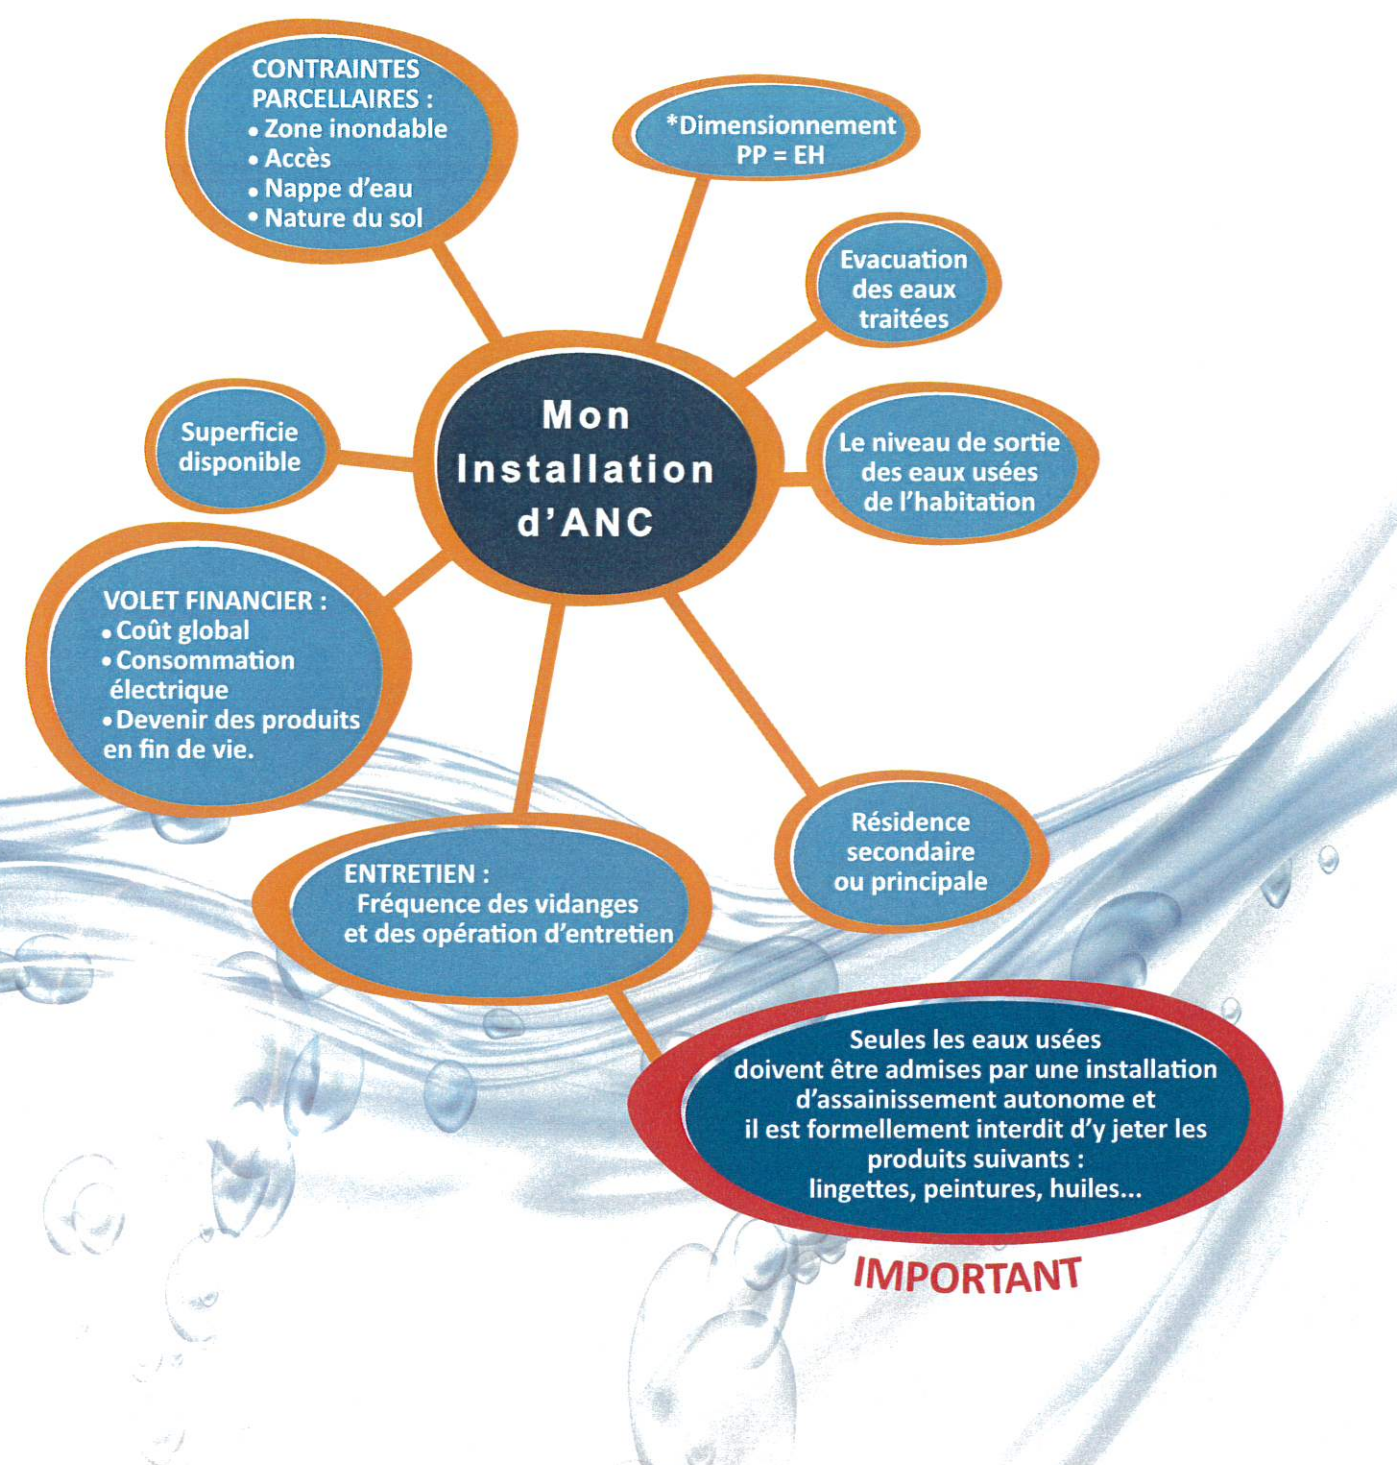 CONTRAINTES
PARCELLAIRES :
• Zone inondable
• Accès
• Nappe d'eau
• Nature du sol
*Dimensionnement
PP = EH
Evacuation
des eaux
traitées
Superficie
disponible
Mon
Installation
d'ANC
Le niveau de sortie
des eaux usées
de l'habitation
VOLET FINANCIER :
• Coût global
• Consommation
électrique
• Devenir des produits
en fin de vie.
Résidence
secondaire
ou principale
ENTRETIEN :
Fréquence des vidanges
et des opération d'entretien
Seules les eaux usées
doivent être admises par une installation
d'assainissement autonome et
il est formellement interdit d'y jeter les
produits suivants :
lingettes, peintures, huiles...
IMPORTANT